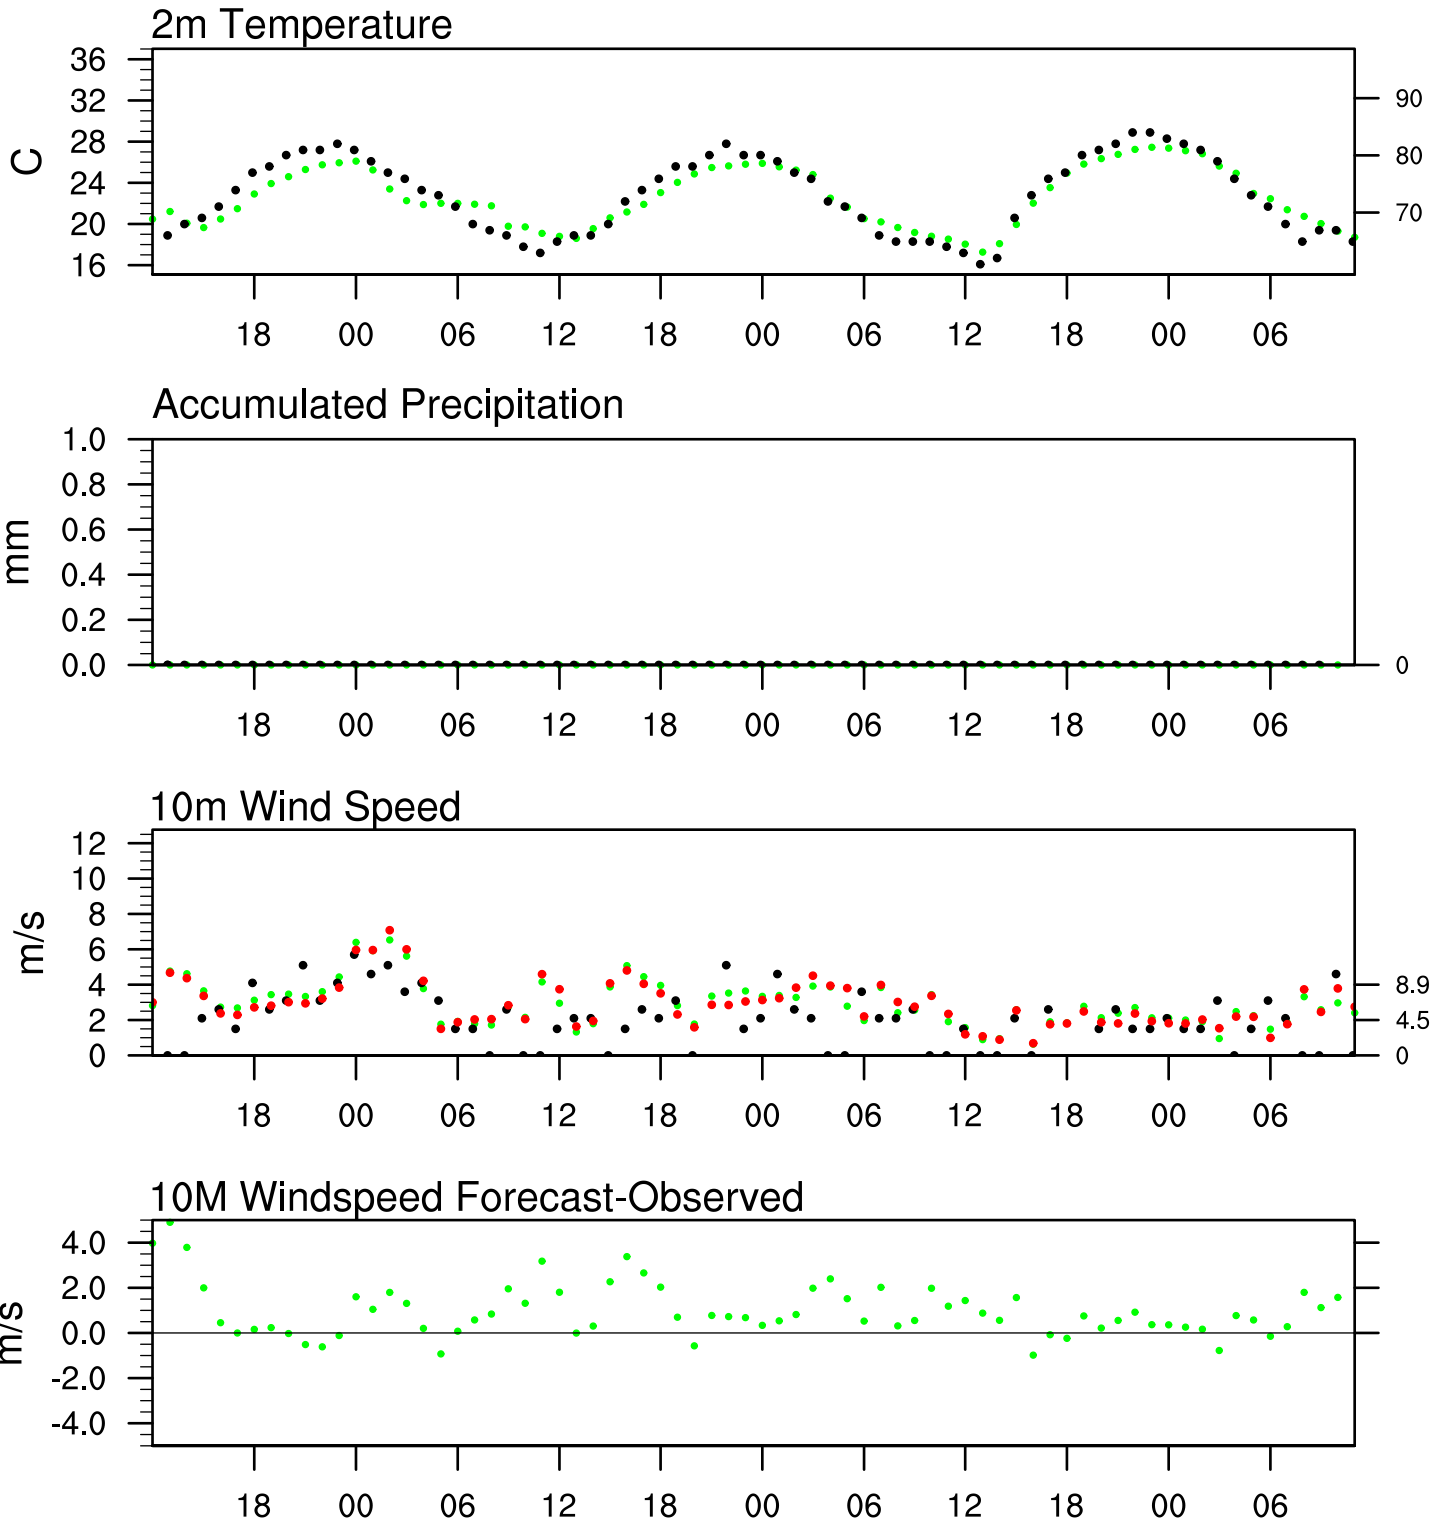 2m Temperature
36
32
28
24
20
16
C
90
80
70
18 00 06 12 18 00 06 12 18 00 06
Accumulated Precipitation
1.0
0.8
0.6
0.4
0.2
0.0
mm
0
18 00 06 12 18 00 06 12 18 00 06
10m Wind Speed
12
10
8
6
4
2
0
m/s
8.9
4.5
0
18 00 06 12 18 00 06 12 18 00 06
10M Windspeed Forecast-Observed
4.0
2.0
0.0
-2.0
-4.0
m/s
18 00 06 12 18 00 06 12 18 00 06